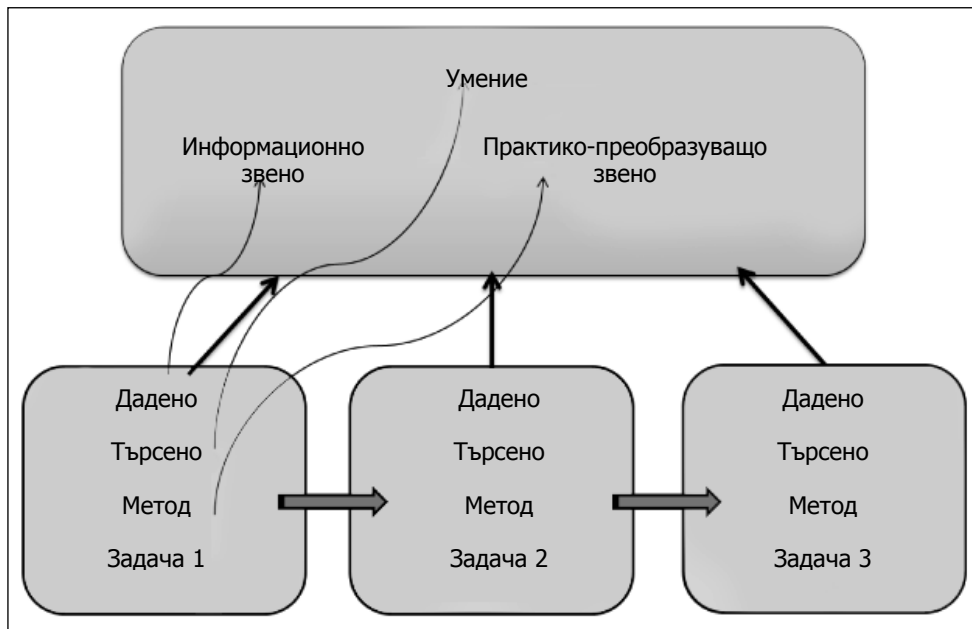 Умение
Информационно
звено
Практико-преобразуващо
звено
Дадено
Търсено
Метод
Задача 1
Дадено
Търсено
Метод
Задача 2
Дадено
Търсено
Метод
Задача 3